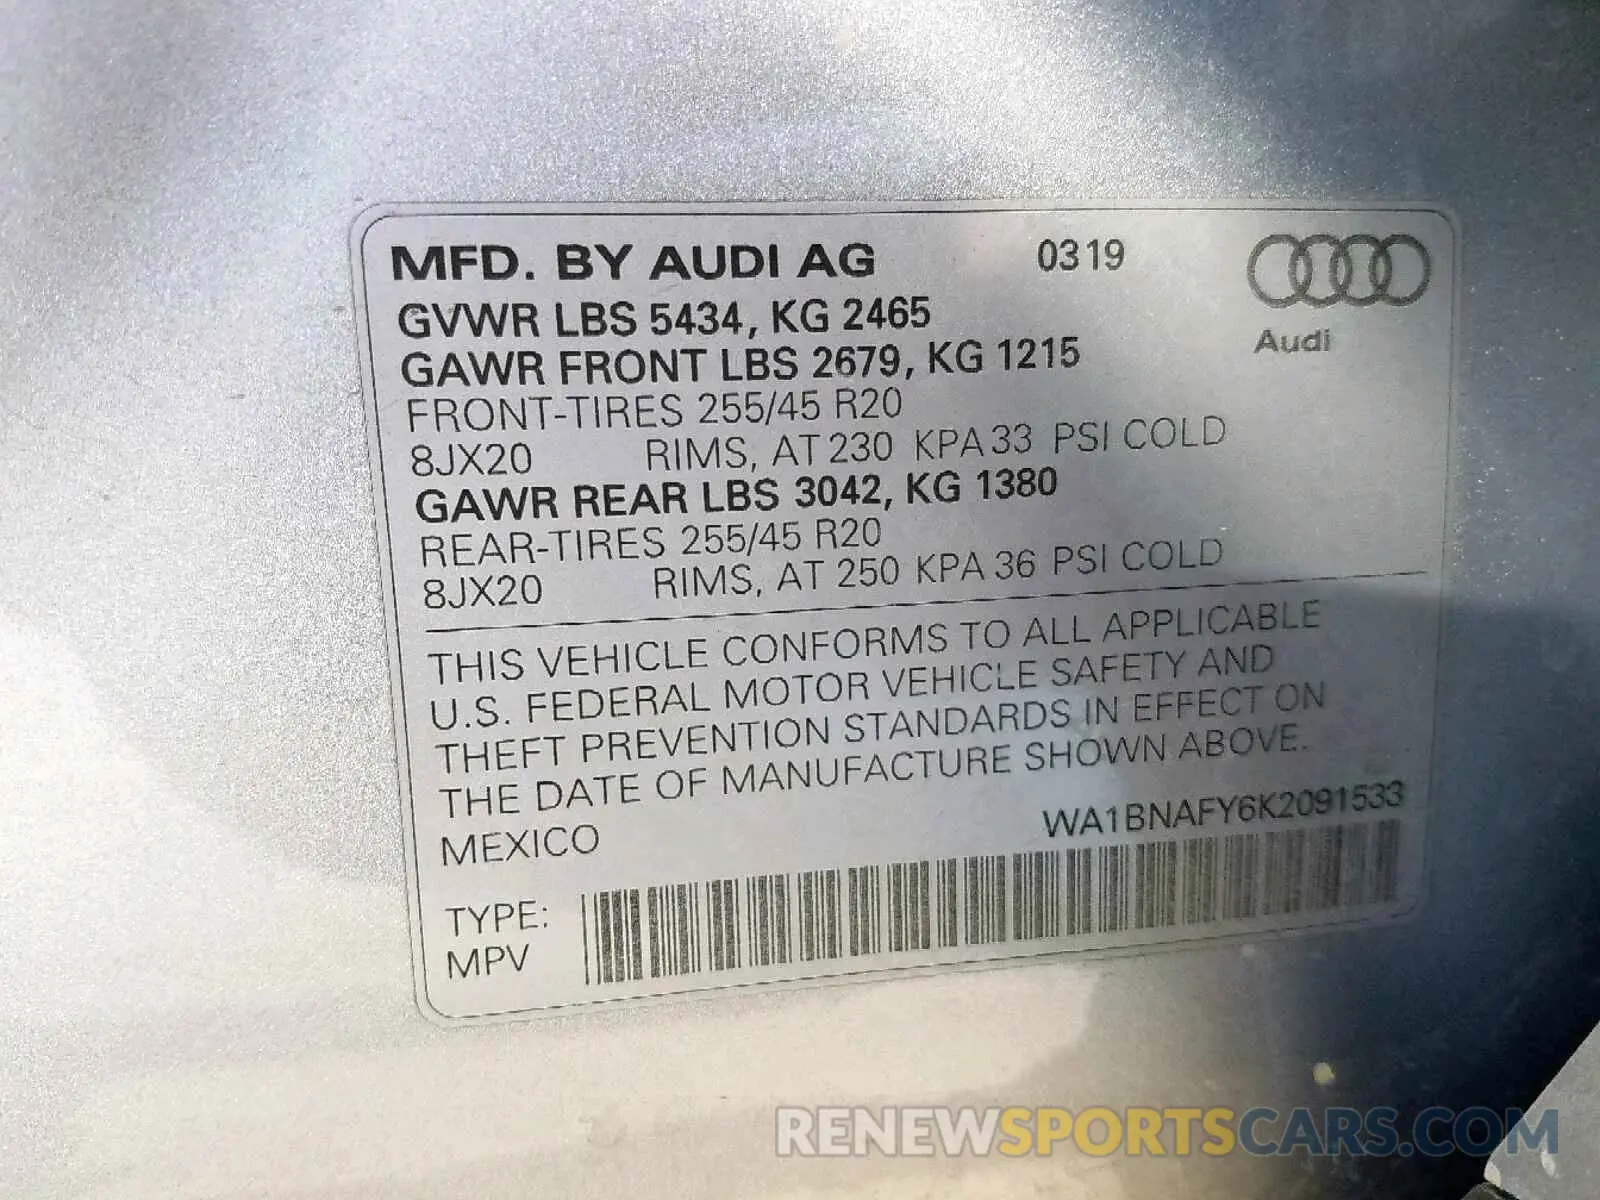 MFD. BY AUDI AG 0319
GVWR LBS 5434, KG 2465
Audi
GAWR FRONT LBS 2679, KG 1215
FRONT-TIRES 255/45 R20
8JX20 RIMS, AT 230 KPA 33 PSI COLD
GAWR REAR LBS 3042, KG 1380
REAR-TIRES 255/45 R20
8JX20 RIMS, AT 250 KPA 36 PSI COLD
THIS VEHICLE CONFORMS TO ALL APPLICABLE
U.S. FEDERAL MOTOR VEHICLE SAFETY AND
THEFT PREVENTION STANDARDS IN EFFECT ON
THE DATE OF MANUFACTURE SHOWN ABOVE.
MEXICO WA1BNAFY6K2091533
TYPE:
MPV
RENEWSPORTSCARS.COM